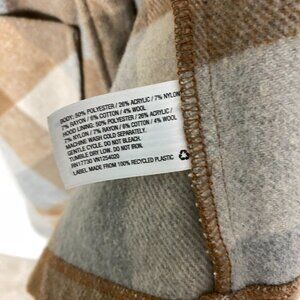 BODY: 50% POLYESTER / 26% ACRYLIC / 7% NYLON
7% RAYON / 6% COTTON / 4% WOOL
HOOD LINING: 50% POLYESTER / 26% ACRYLIC /
7% NYLON / 7% RAYON / 6% COTTON / 4% WOOL
MACHINE WASH COLD SEPARATELY.
GENTLE CYCLE. DO NOT BLEACH.
TUMBLE DRY LOW. DO NOT IRON.
RN17730 VN1254020
LABEL MADE FROM 100% RECYCLED PLASTIC